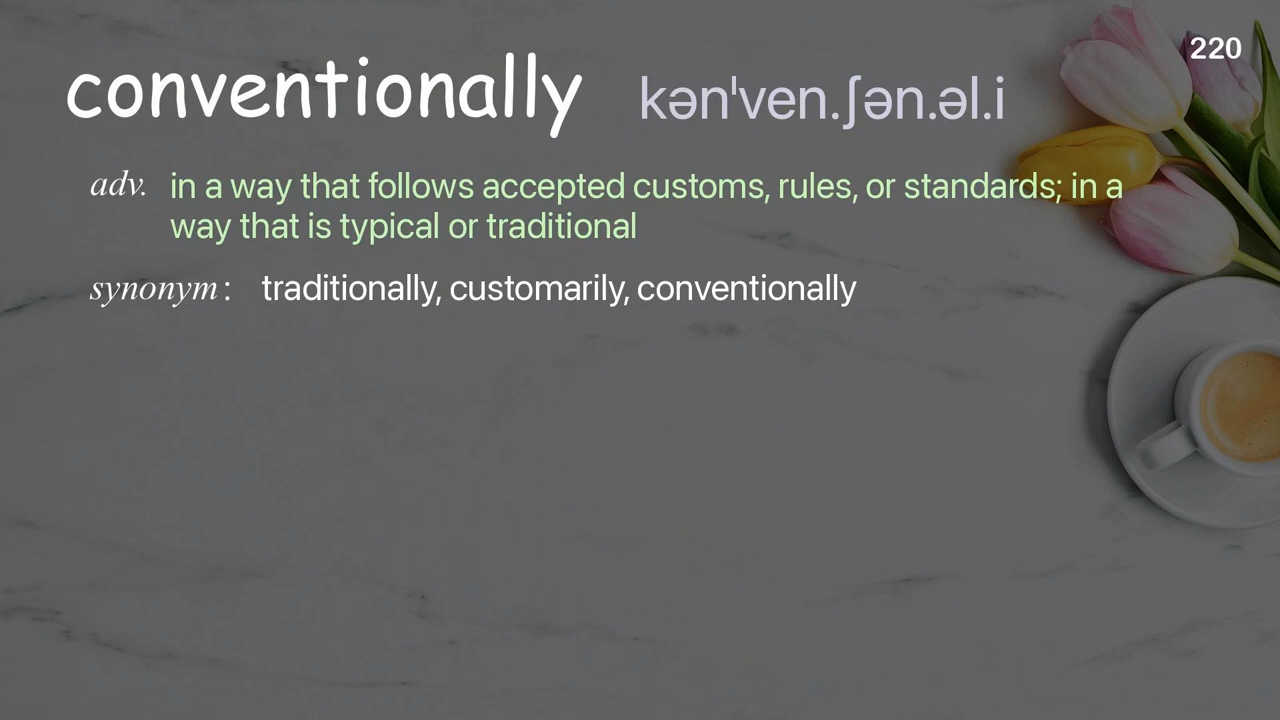 220
conventionally kənˈven.ʃən.əl.i
adv. in a way that follows accepted customs, rules, or standards; in a
way that is typical or traditional
synonym : traditionally, customarily, conventionally